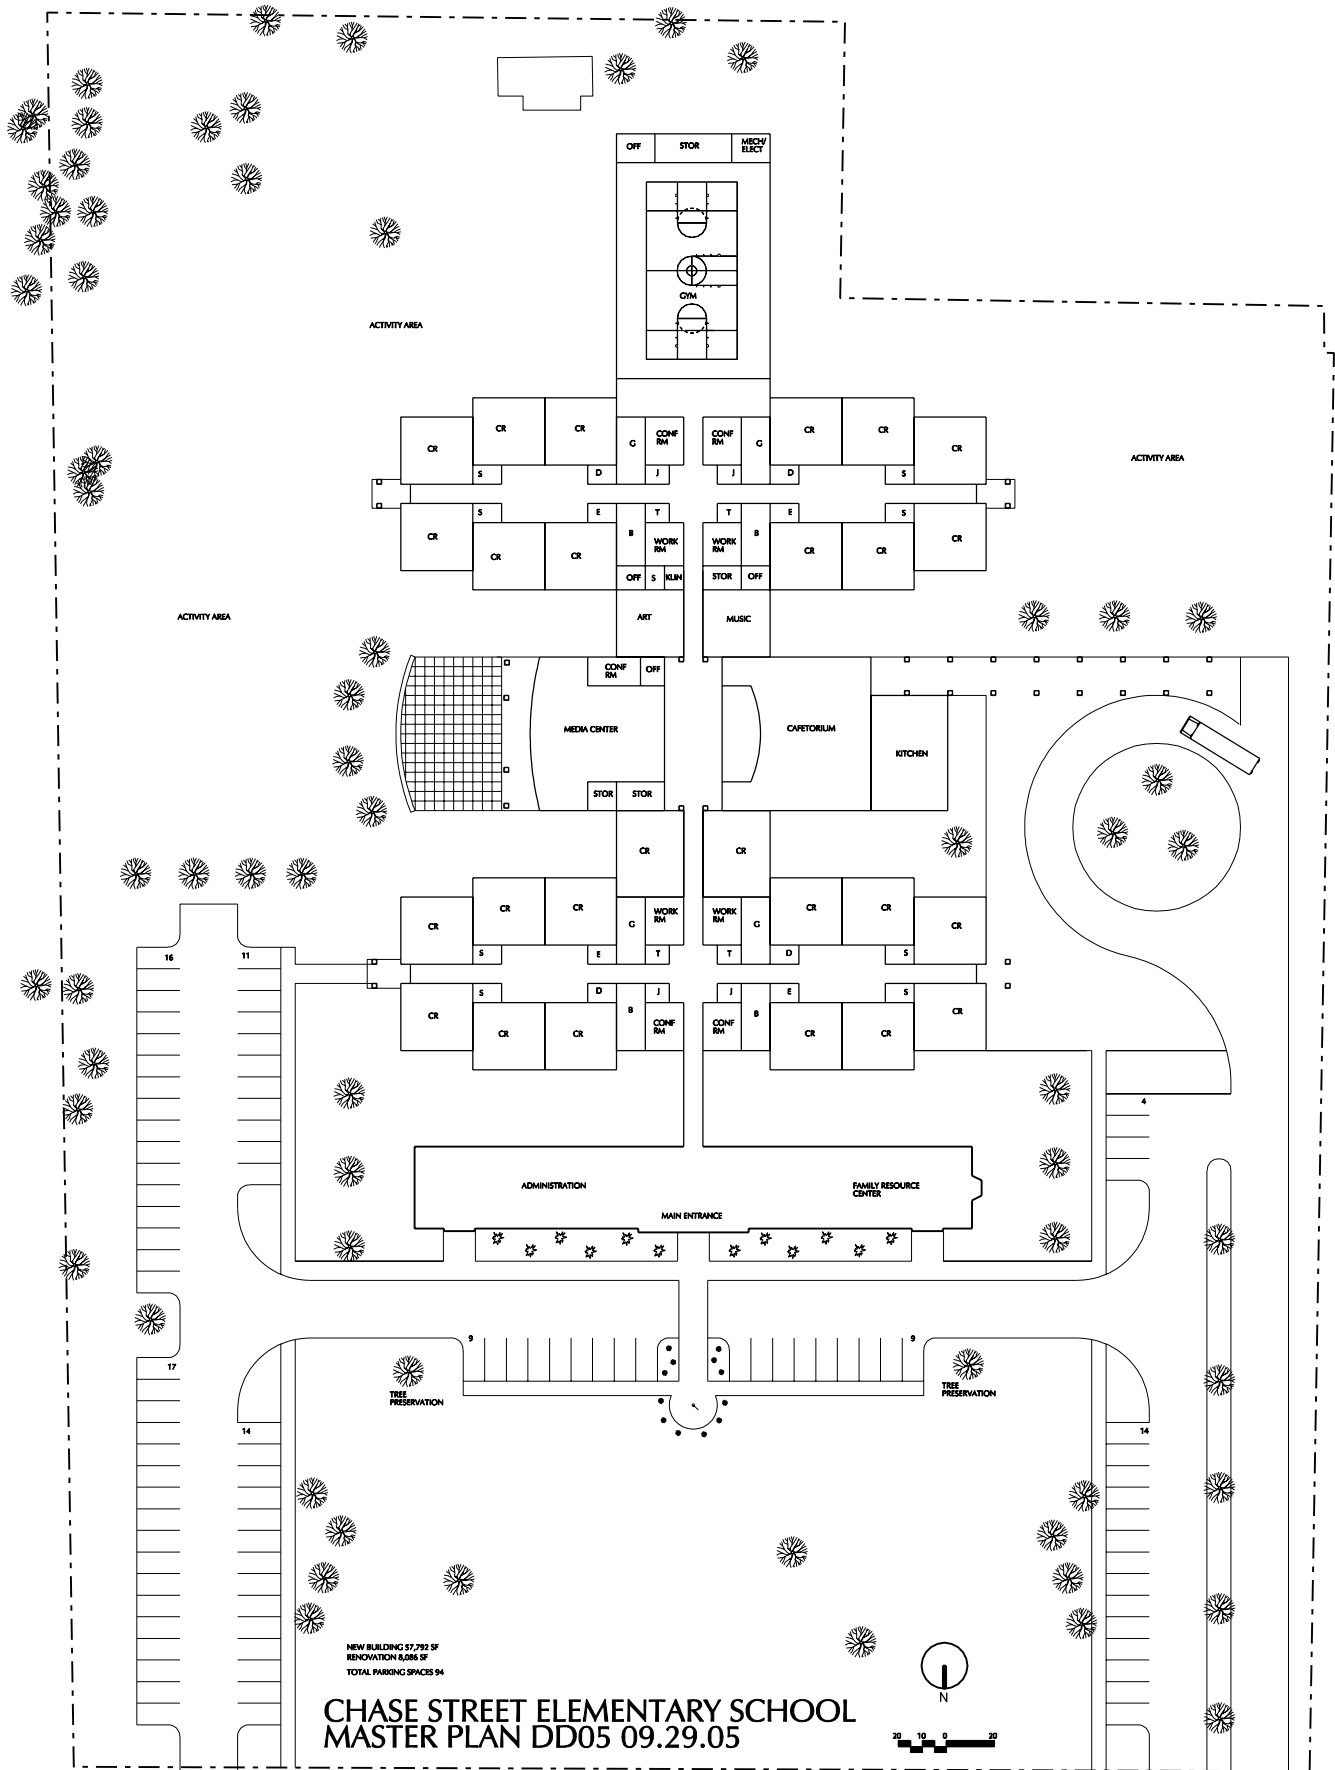 OFF STOR MECH/
ELECT
GYM
ACTIVITY AREA
CR CR CR G CONF
RM CONF
RM G CR CR CR
ACTIVITY AREA
S D J J D S
S E T T E S
CR CR CR B WORK
RM WORK
RM B CR CR CR
OFF S KLIN STOR OFF
ACTIVITY AREA
ART MUSIC
CONF
RM OFF
MEDIA CENTER CAFETORIUM
KITCHEN
STOR STOR
CR CR
CR CR CR G WORK
RM WORK
RM G CR CR CR
16 11
S E T T D S
S D J J E S
CR CR CR B CONF
RM CONF
RM B CR CR CR
4
ADMINISTRATION FAMILY RESOURCE
CENTER
MAIN ENTRANCE
9 9
17
TREE
PRESERVATION
TREE
PRESERVATION
14 14
NEW BUILDING 57,792 SF
RENOVATION 8,086 SF
TOTAL PARKING SPACES 94
N
CHASE STREET ELEMENTARY SCHOOL
MASTER PLAN DD05 09.29.05
20 10 0 20